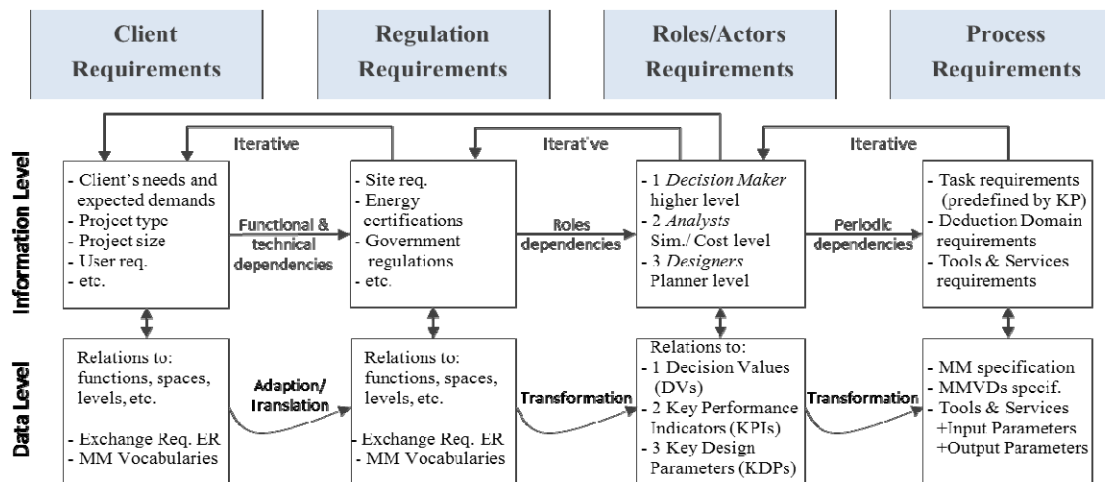 Client
Requirements
Regulation
Requirements
Roles/Actors
Requirements
Process
Requirements
Iterative
Iterative
Iterative
Information Level
- Client's needs and
expected demands
- Project type
- Project size
- User req.
- etc.
Functional &
technical
dependencies
- Site req.
- Energy
certifications
- Government
regulations
- etc.
Roles
dependencies
- 1 Decision Maker
higher level
- 2 Analysts
Sim./ Cost level
- 3 Designers
Planner level
Periodic
dependencies
- Task requirements
(predefined by KP)
- Deduction Domain
requirements
- Tools & Services
requirements
Data Level
Relations to:
functions, spaces,
levels, etc.
- Exchange Req. ER
- MM Vocabularies
Adaption/
Translation
Relations to:
functions, spaces,
levels, etc.
- Exchange Req. ER
- MM Vocabularies
Transformation
Relations to:
- 1 Decision Values
(DVs)
- 2 Key Performance
Indicators (KPIs)
- 3 Key Design
Parameters (KDPs)
Transformation
- MM specification
- MMVDs specif.
- Tools & Services
+Input Parameters
+Output Parameters